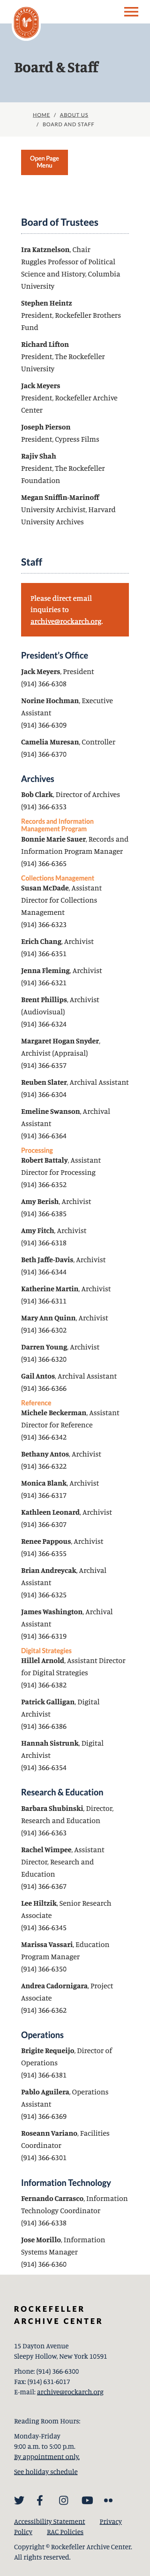 Board & Staff
HOME / ABOUT US
/ BOARD AND STAFF
Open Page
Menu
Board of Trustees
Ira Katznelson, Chair
Ruggles Professor of Political
Science and History, Columbia
University
Stephen Heintz
President, Rockefeller Brothers
Fund
Richard Lifton
President, The Rockefeller
University
Jack Meyers
President, Rockefeller Archive
Center
Joseph Pierson
President, Cypress Films
Rajiv Shah
President, The Rockefeller
Foundation
Megan Sniffin-Marinoff
University Archivist, Harvard
University Archives
Staff
Please direct email
inquiries to
archive@rockarch.org.
President's Office
Jack Meyers, President
(914) 366-6308
Norine Hochman, Executive
Assistant
(914) 366-6309
Camelia Muresan, Controller
(914) 366-6370
Archives
Bob Clark, Director of Archives
(914) 366-6353
Records and Information
Management Program
Bonnie Marie Sauer, Records and
Information Program Manager
(914) 366-6365
Collections Management
Susan McDade, Assistant
Director for Collections
Management
(914) 366-6323
Erich Chang, Archivist
(914) 366-6351
Jenna Fleming, Archivist
(914) 366-6321
Brent Phillips, Archivist
(Audiovisual)
(914) 366-6324
Margaret Hogan Snyder,
Archivist (Appraisal)
(914) 366-6357
Reuben Slater, Archival Assistant
(914) 366-6304
Emeline Swanson, Archival
Assistant
(914) 366-6364
Processing
Robert Battaly, Assistant
Director for Processing
(914) 366-6352
Amy Berish, Archivist
(914) 366-6385
Amy Fitch, Archivist
(914) 366-6318
Beth Jaffe-Davis, Archivist
(914) 366-6344
Katherine Martin, Archivist
(914) 366-6311
Mary Ann Quinn, Archivist
(914) 366-6302
Darren Young, Archivist
(914) 366-6320
Gail Antos, Archival Assistant
(914) 366-6366
Reference
Michele Beckerman, Assistant
Director for Reference
(914) 366-6342
Bethany Antos, Archivist
(914) 366-6322
Monica Blank, Archivist
(914) 366-6317
Kathleen Leonard, Archivist
(914) 366-6307
Renee Pappous, Archivist
(914) 366-6355
Brian Andreycak, Archival
Assistant
(914) 366-6325
James Washington, Archival
Assistant
(914) 366-6319
Digital Strategies
Hillel Arnold, Assistant Director
for Digital Strategies
(914) 366-6382
Patrick Galligan, Digital
Archivist
(914) 366-6386
Hannah Sistrunk, Digital
Archivist
(914) 366-6354
Research & Education
Barbara Shubinski, Director,
Research and Education
(914) 366-6363
Rachel Wimpee, Assistant
Director, Research and
Education
(914) 366-6367
Lee Hiltzik, Senior Research
Associate
(914) 366-6345
Marissa Vassari, Education
Program Manager
(914) 366-6350
Andrea Cadornigara, Project
Associate
(914) 366-6362
Operations
Brigite Requeijo, Director of
Operations
(914) 366-6381
Pablo Aguilera, Operations
Assistant
(914) 366-6369
Roseann Variano, Facilities
Coordinator
(914) 366-6301
Information Technology
Fernando Carrasco, Information
Technology Coordinator
(914) 366-6338
Jose Morillo, Information
Systems Manager
(914) 366-6360
ROCKEFELLER
ARCHIVE CENTER
15 Dayton Avenue
Sleepy Hollow, New York 10591
Phone: (914) 366-6300
Fax: (914) 631-6017
E-mail: archive@rockarch.org
Reading Room Hours:
Monday-Friday
9:00 a.m. to 5:00 p.m.
By appointment only.
See holiday schedule
Accessibility Statement Privacy
Policy RAC Policies
Copyright © Rockefeller Archive Center.
All rights reserved.